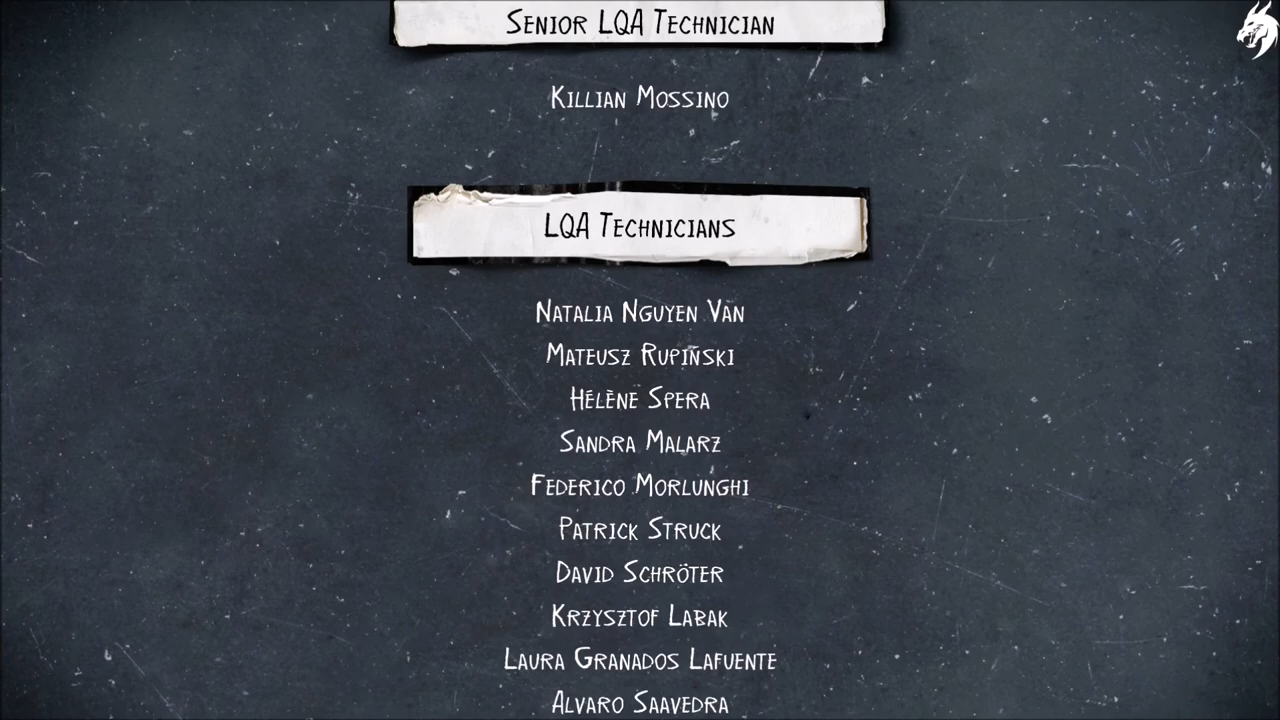 Senior LQA Technician
Killian Mossino
LQA Technicians
Natalia Nguyen Van
Mateusz Rupiński
Hélène Spera
Sandra Malarz
Federico Morlunghi
Patrick Struck
David Schröter
Krzysztof Labak
Laura Granados Lafuente
Alvaro Saavedra